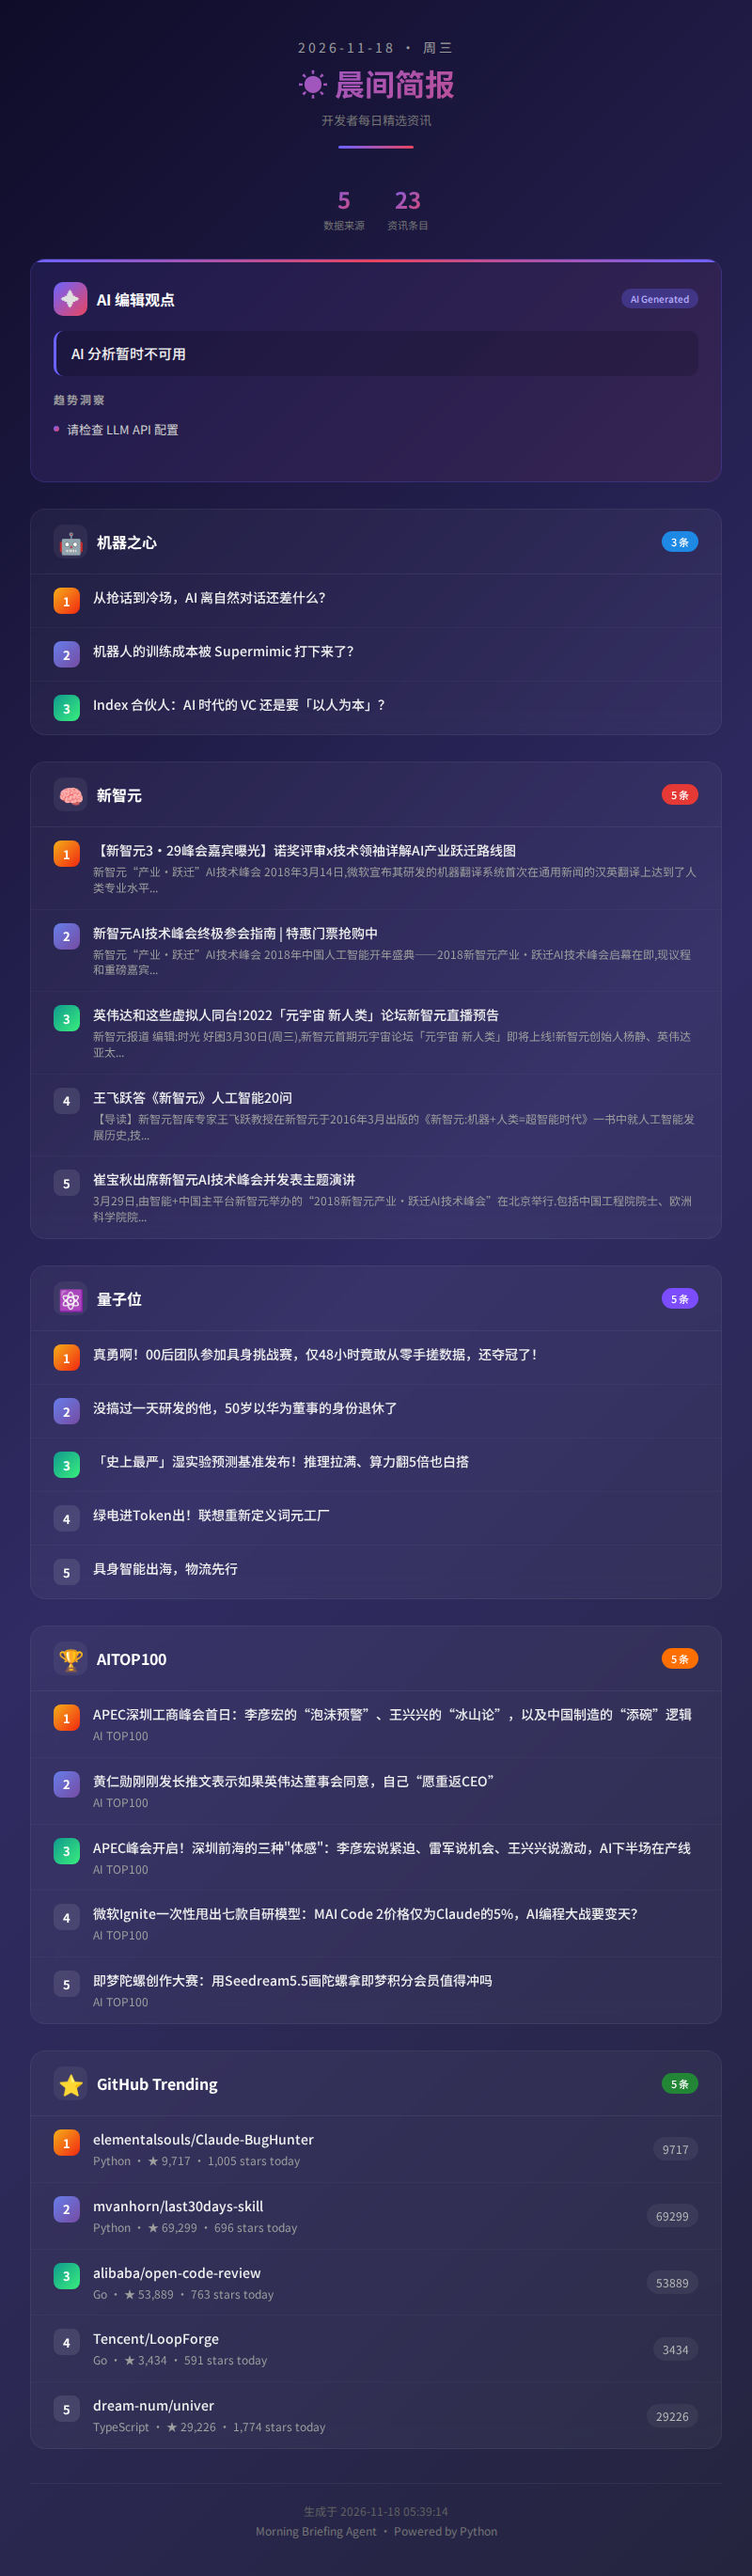 2026-11-18 · 周三
晨间简报
开发者每日精选资讯
5 23
数据来源 资讯条目
AI 编辑观点 AI Generated
AI 分析暂时不可用
趋势洞察
请检查 LLM API 配置
机器之心 3 条
1 从抢话到冷场，AI 离自然对话还差什么？
2 机器人的训练成本被 Supermimic 打下来了？
3 Index 合伙人：AI 时代的 VC 还是要「以人为本」？
新智元 5 条
1 【新智元3·29峰会嘉宾曝光】诺奖评审x技术领袖详解AI产业跃迁路线图
新智元“产业·跃迁”AI技术峰会 2018年3月14日,微软宣布其研发的机器翻译系统首次在通用新闻的汉英翻译上达到了人
类专业水平...
2 新智元AI技术峰会终极参会指南 | 特惠门票抢购中
新智元“产业·跃迁”AI技术峰会 2018年中国人工智能开年盛典——2018新智元产业·跃迁AI技术峰会启幕在即,现议程
和重磅嘉宾...
3 英伟达和这些虚拟人同台!2022「元宇宙 新人类」论坛新智元直播预告
新智元报道 编辑:时光 好困3月30日(周三),新智元首期元宇宙论坛「元宇宙 新人类」即将上线!新智元创始人杨静、英伟达
亚太...
4 王飞跃答《新智元》人工智能20问
【导读】新智元智库专家王飞跃教授在新智元于2016年3月出版的《新智元:机器+人类=超智能时代》一书中就人工智能发
展历史,技...
5 崔宝秋出席新智元AI技术峰会并发表主题演讲
3月29日,由智能+中国主平台新智元举办的“2018新智元产业·跃迁AI技术峰会”在北京举行.包括中国工程院院士、欧洲
科学院院...
量子位 5 条
1 真勇啊！00后团队参加具身挑战赛，仅48小时竟敢从零手搓数据，还夺冠了！
2 没搞过一天研发的他，50岁以华为董事的身份退休了
3 「史上最严」湿实验预测基准发布！推理拉满、算力翻5倍也白搭
4 绿电进Token出！联想重新定义词元工厂
5 具身智能出海，物流先行
AITOP100 5 条
1 APEC深圳工商峰会首日：李彦宏的“泡沫预警”、王兴兴的“冰山论”，以及中国制造的“添碗”逻辑
AI TOP100
2 黄仁勋刚刚发长推文表示如果英伟达董事会同意，自己“愿重返CEO”
AI TOP100
3 APEC峰会开启！深圳前海的三种"体感"：李彦宏说紧迫、雷军说机会、王兴兴说激动，AI下半场在产线
AI TOP100
4 微软Ignite一次性甩出七款自研模型：MAI Code 2价格仅为Claude的5%，AI编程大战要变天？
AI TOP100
5 即梦陀螺创作大赛：用Seedream5.5画陀螺拿即梦积分会员值得冲吗
AI TOP100
GitHub Trending 5 条
1 elementalsouls/Claude-BugHunter 9717
Python · ★ 9,717 · 1,005 stars today
2 mvanhorn/last30days-skill 69299
Python · ★ 69,299 · 696 stars today
3 alibaba/open-code-review 53889
Go · ★ 53,889 · 763 stars today
4 Tencent/LoopForge 3434
Go · ★ 3,434 · 591 stars today
5 dream-num/univer 29226
TypeScript · ★ 29,226 · 1,774 stars today
生成于 2026-11-18 05:39:14
Morning Briefing Agent · Powered by Python